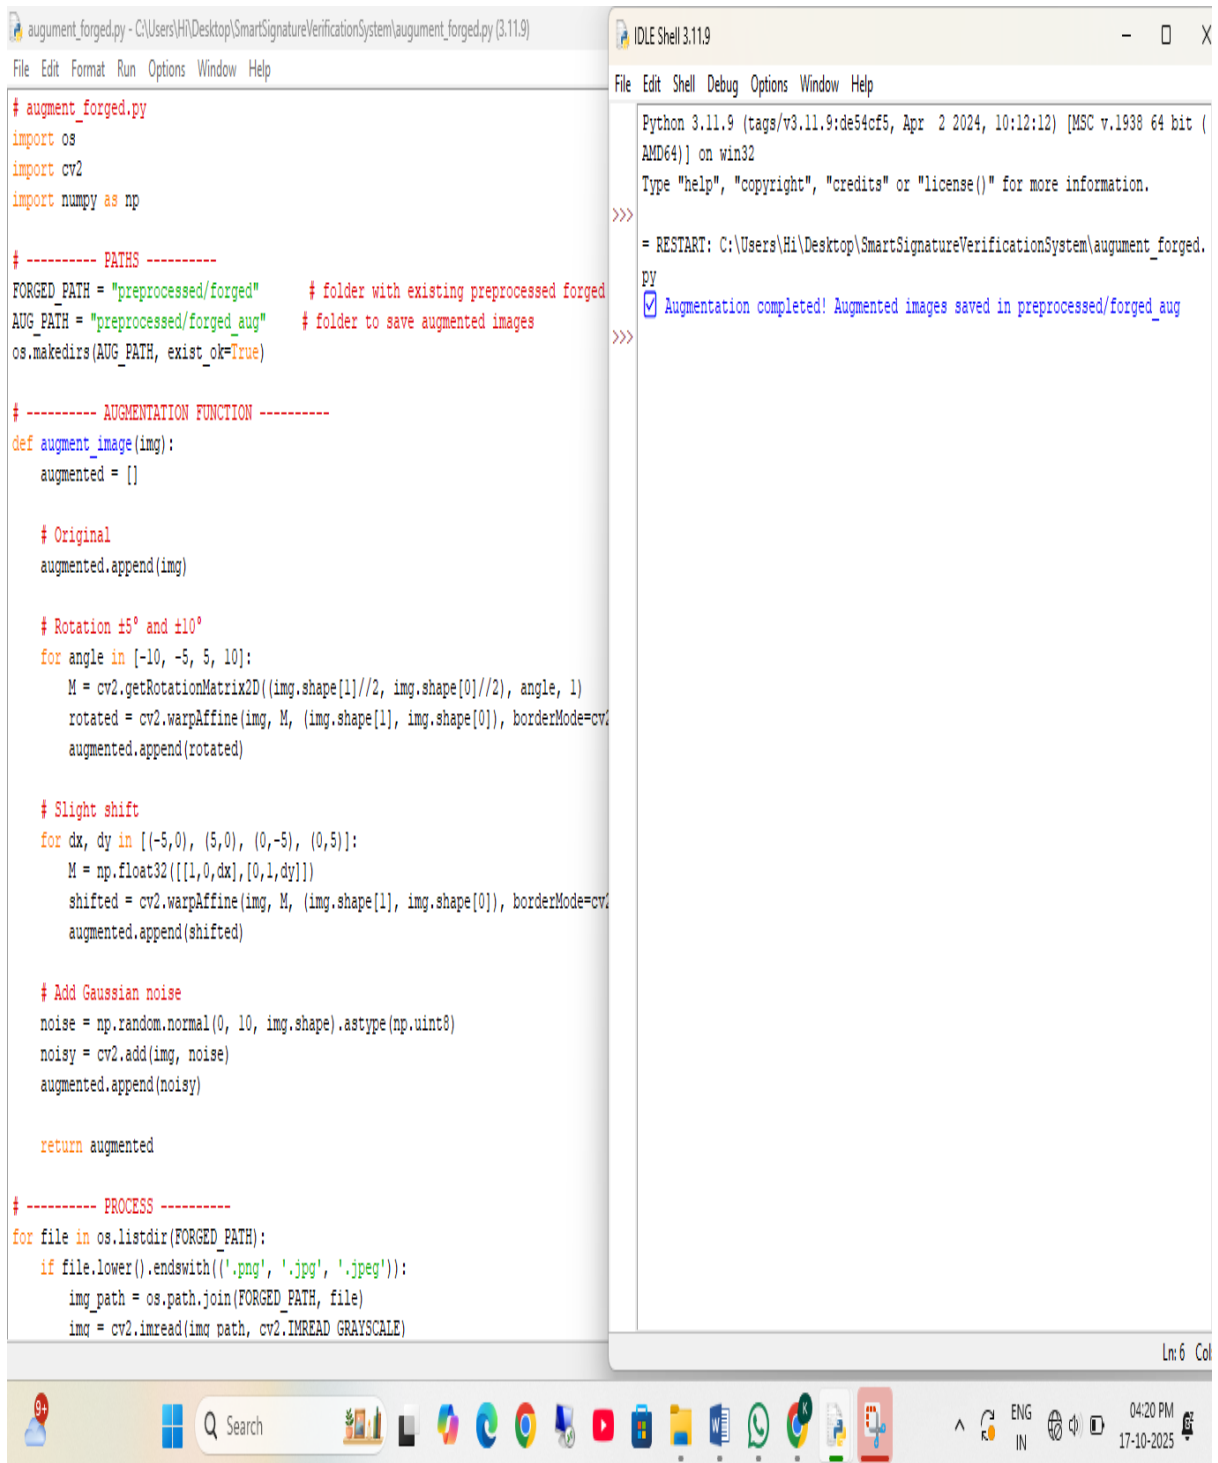 augument_forged.py - C:\Users\Hi\Desktop\SmartSignatureVerificationSystem\augument_forged.py (3.11.9)
File Edit Format Run Options Window Help
# augment_forged.py
import os
import cv2
import numpy as np
# ---------- PATHS ----------
FORGED_PATH = "preprocessed/forged"       # folder with existing preprocessed forged
AUG_PATH = "preprocessed/forged_aug"     # folder to save augmented images
os.makedirs(AUG_PATH, exist_ok=True)
# ---------- AUGMENTATION FUNCTION ----------
def augment_image(img):
    augmented = []
    # Original
    augmented.append(img)
    # Rotation ±5° and ±10°
    for angle in [-10, -5, 5, 10]:
        M = cv2.getRotationMatrix2D((img.shape[1]//2, img.shape[0]//2), angle, 1)
        rotated = cv2.warpAffine(img, M, (img.shape[1], img.shape[0]), borderMode=cv2
        augmented.append(rotated)
    # Slight shift
    for dx, dy in [(-5,0), (5,0), (0,-5), (0,5)]:
        M = np.float32([[1,0,dx],[0,1,dy]])
        shifted = cv2.warpAffine(img, M, (img.shape[1], img.shape[0]), borderMode=cv2
        augmented.append(shifted)
    # Add Gaussian noise
    noise = np.random.normal(0, 10, img.shape).astype(np.uint8)
    noisy = cv2.add(img, noise)
    augmented.append(noisy)
    return augmented
# ---------- PROCESS ----------
for file in os.listdir(FORGED_PATH):
    if file.lower().endswith(('.png', '.jpg', '.jpeg')):
        img_path = os.path.join(FORGED_PATH, file)
        img = cv2.imread(img_path, cv2.IMREAD_GRAYSCALE)
IDLE Shell 3.11.9
File Edit Shell Debug Options Window Help
Python 3.11.9 (tags/v3.11.9:de54cf5, Apr  2 2024, 10:12:12) [MSC v.1938 64 bit (
AMD64)] on win32
Type "help", "copyright", "credits" or "license()" for more information.
>>>
= RESTART: C:\Users\Hi\Desktop\SmartSignatureVerificationSystem\augument_forged.
py
✅ Augmentation completed! Augmented images saved in preprocessed/forged_aug
>>>
Ln: 6 Col:
9+
Search
K
ENG
IN
04:20 PM
17-10-2025